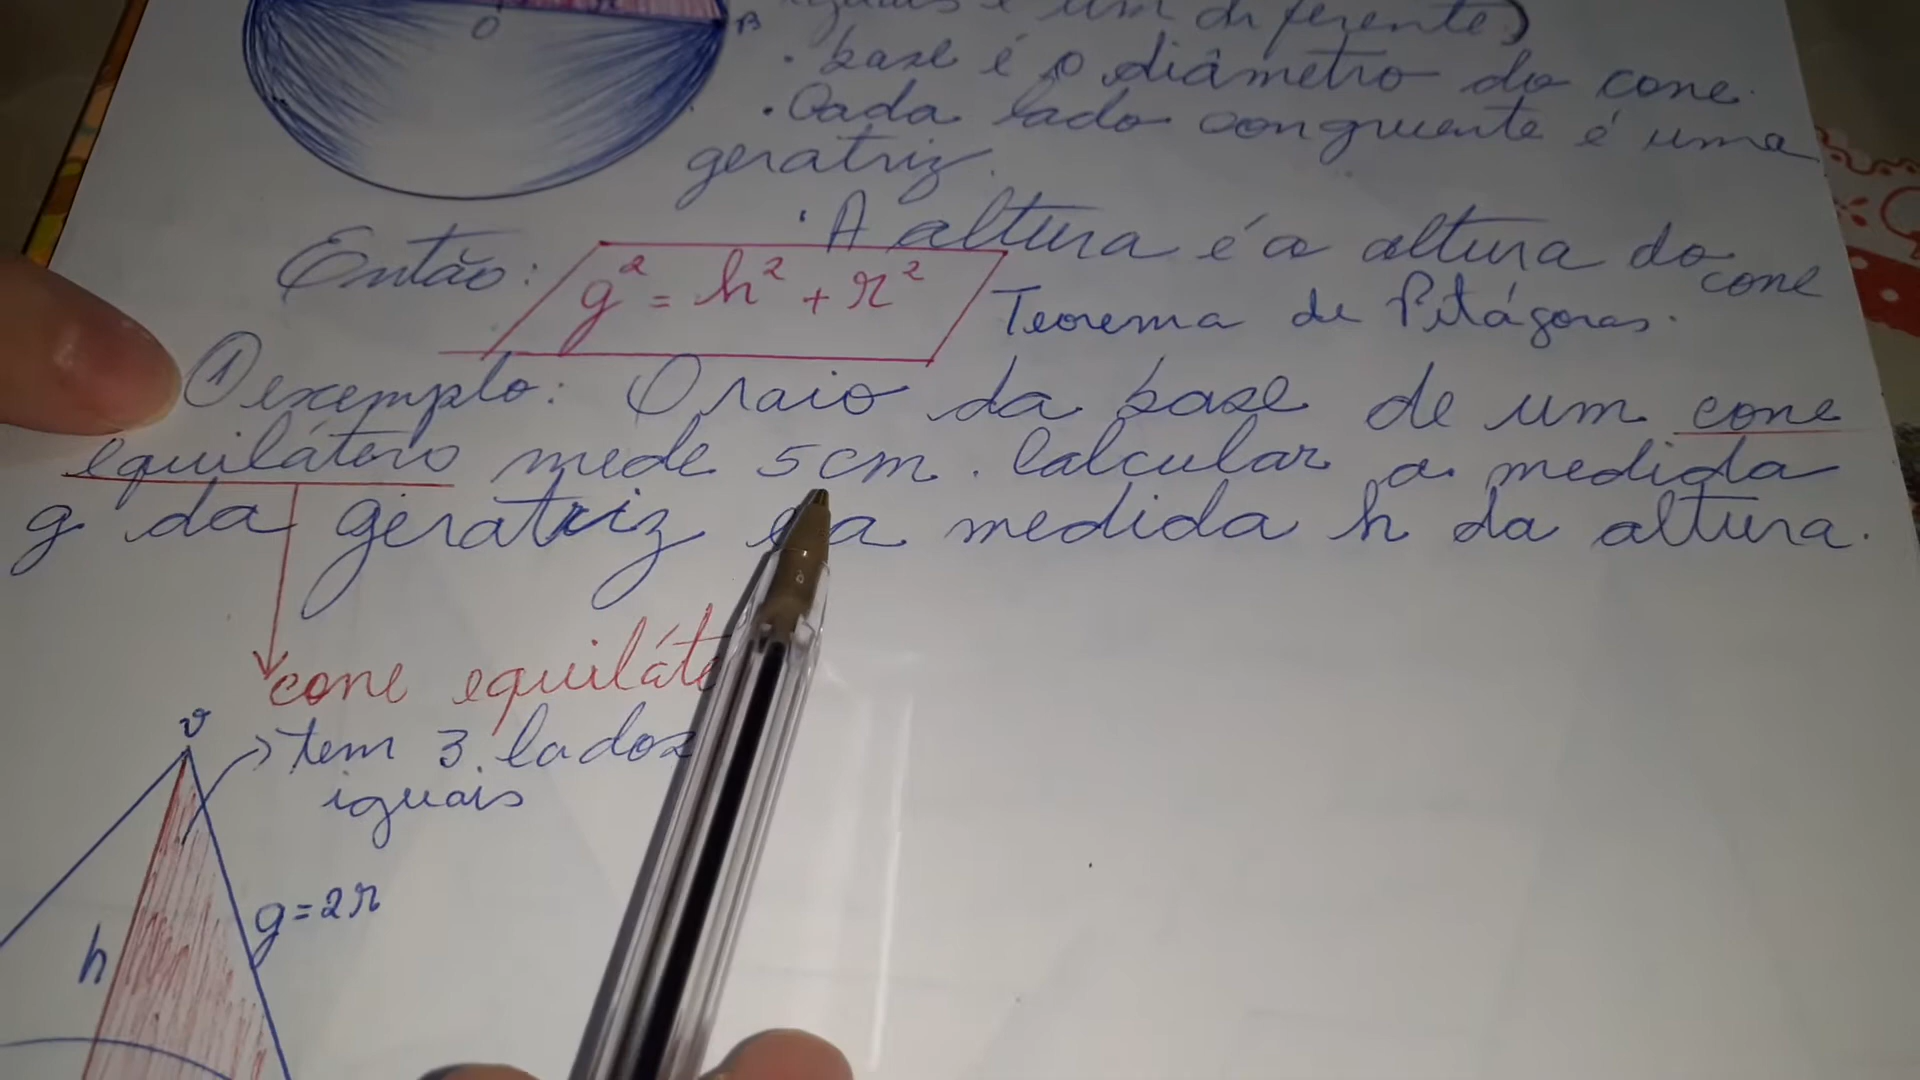 O
B
um diferente)
. base é o diâmetro do cone.
. Cada lado congruente é uma
geratriz.
. A altura é a altura do cone
Então: g² = h² + r²
Teorema de Pitágoras.
① exemplo: O raio da base de um cone
equilátero mede 5cm. Calcular a medida
g da geratriz e a medida h da altura.
cone
v
tem 3 lados
iguais
g=2r
h